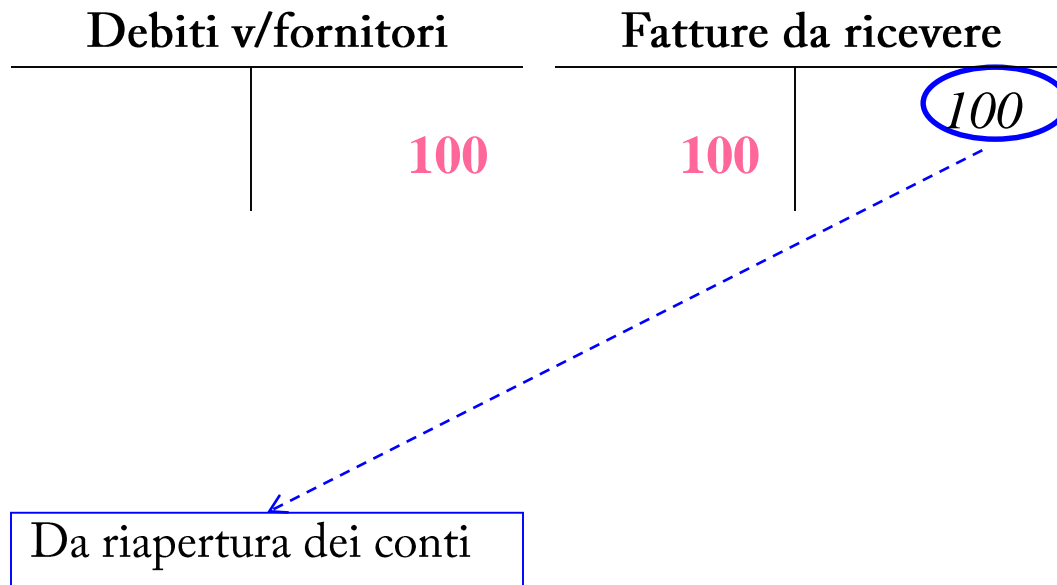 Debiti v/fornitori Fatture da ricevere
100
100 100
Da riapertura dei conti